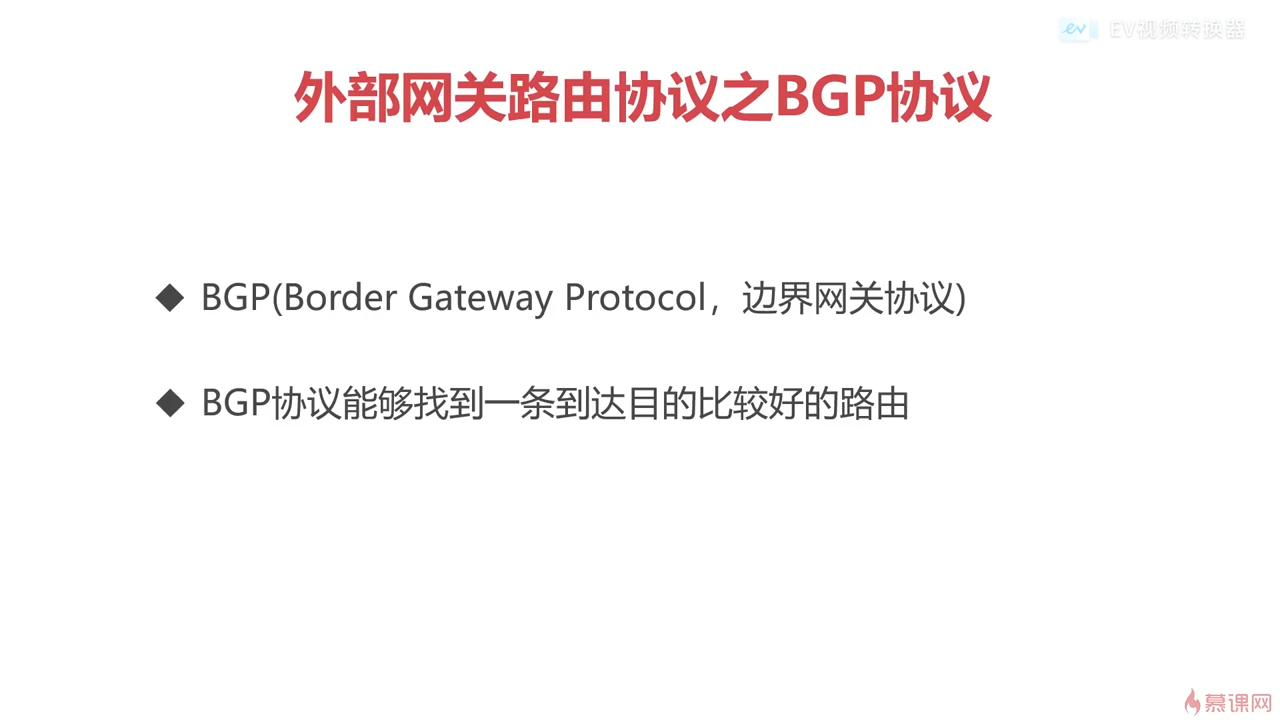 EV视频转换器
外部网关路由协议之BGP协议
◆ BGP(Border Gateway Protocol，边界网关协议)
◆ BGP协议能够找到一条到达目的比较好的路由
慕课网